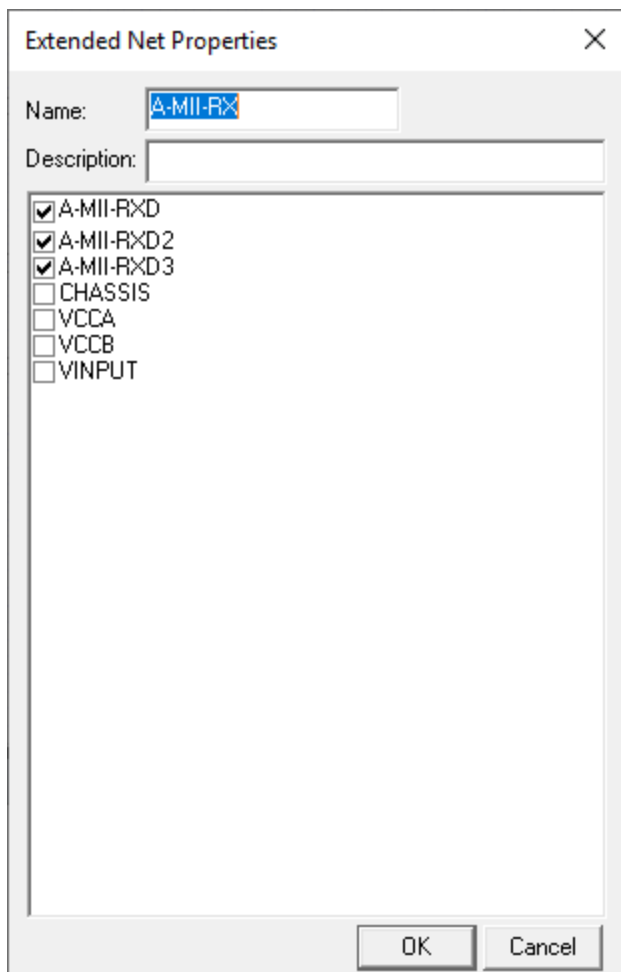 Extended Net Properties
Name: A-MII-RX
Description:
A-MII-RXD
A-MII-RXD2
A-MII-RXD3
CHASSIS
VCCA
VCCB
VINPUT
OK Cancel